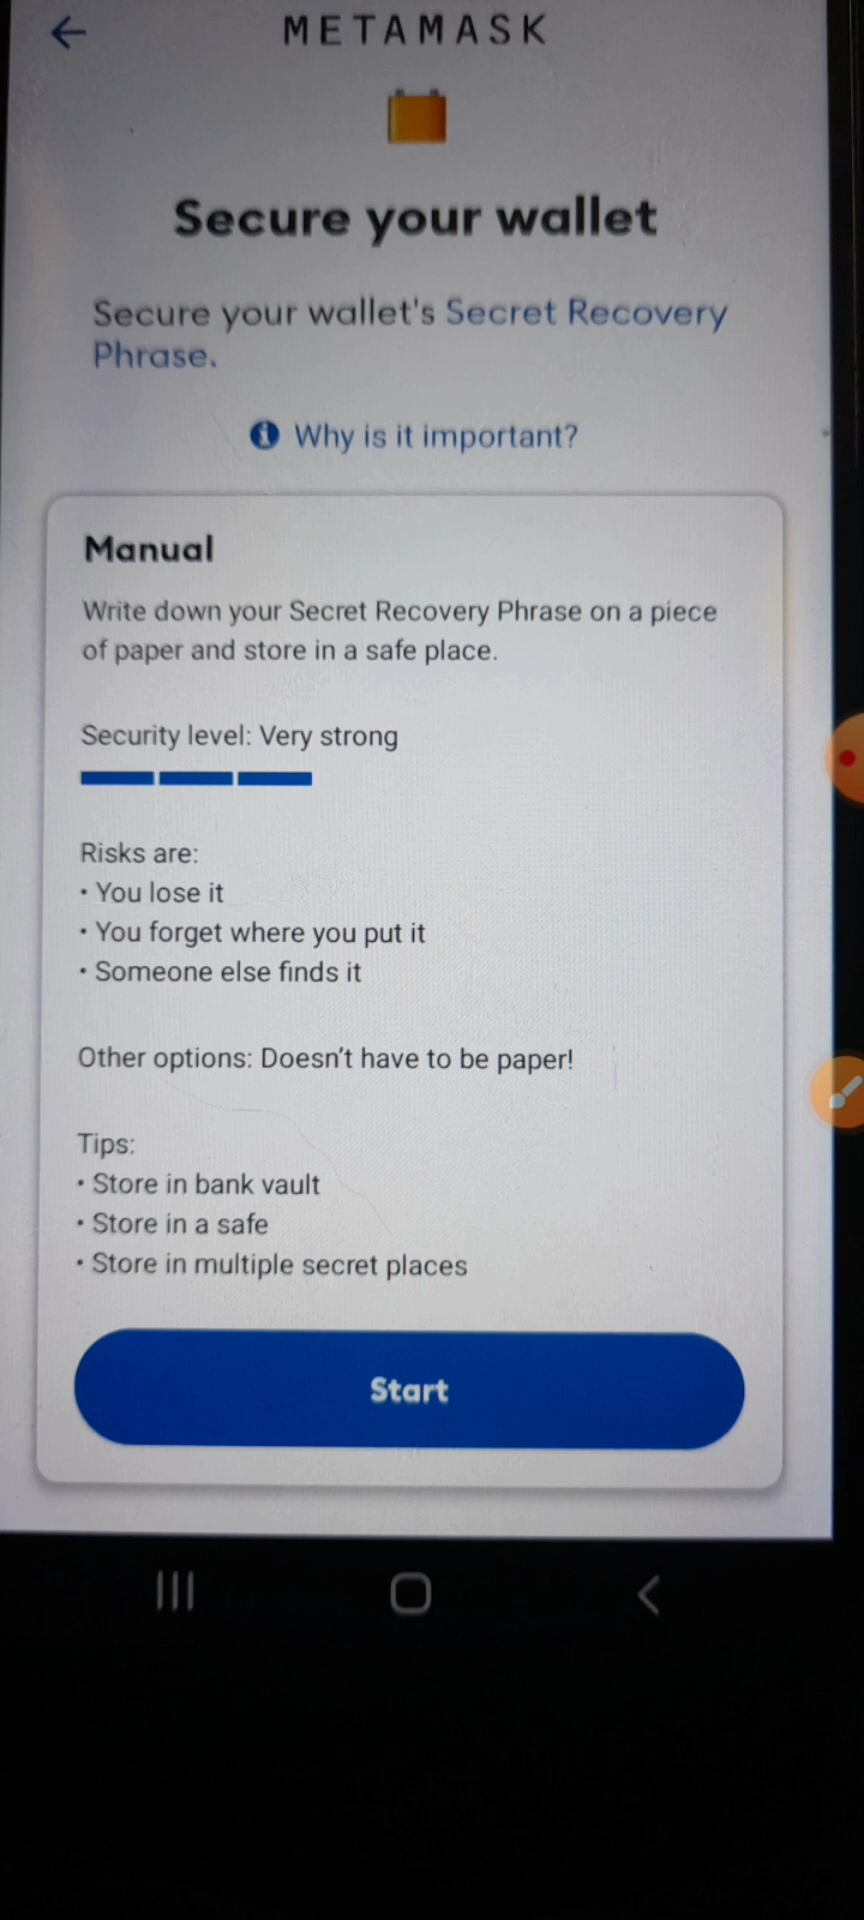 METAMASK
Secure your wallet
Secure your wallet's Secret Recovery
Phrase.
Why is it important?
Manual
Write down your Secret Recovery Phrase on a piece
of paper and store in a safe place.
Security level: Very strong
Risks are:
• You lose it
• You forget where you put it
• Someone else finds it
Other options: Doesn't have to be paper!
Tips:
• Store in bank vault
• Store in a safe
• Store in multiple secret places
Start